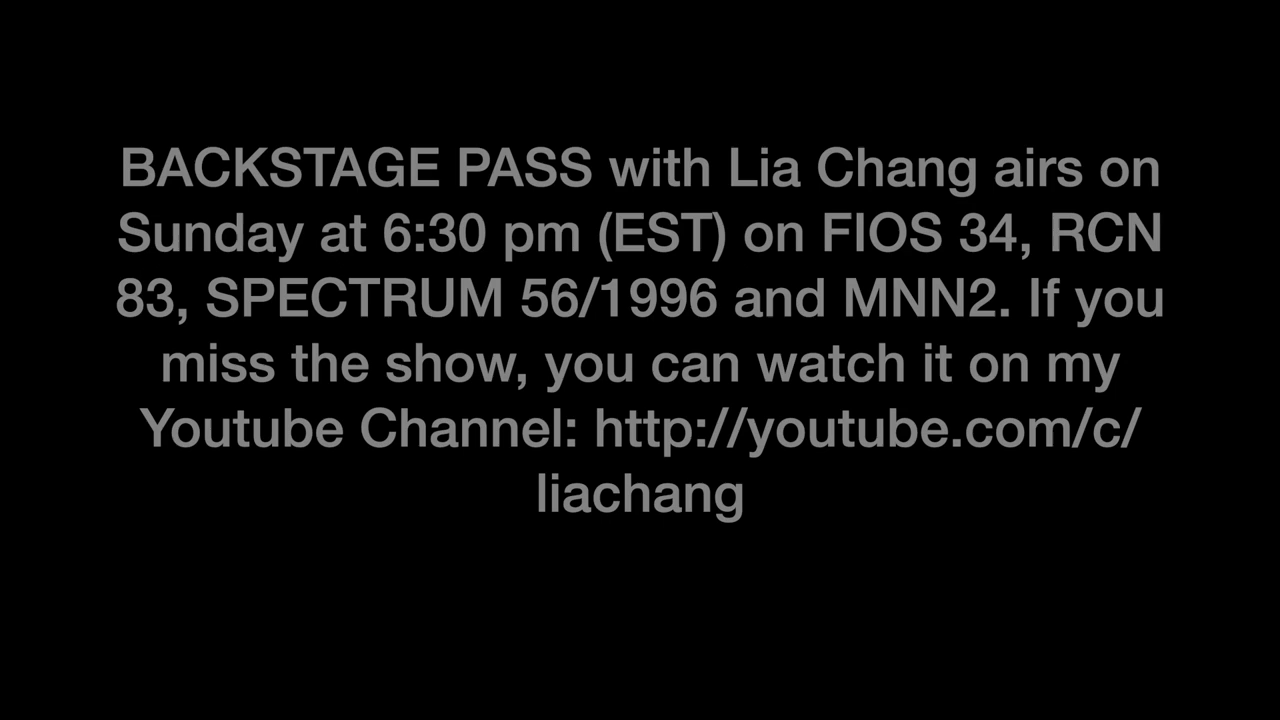 BACKSTAGE PASS with Lia Chang airs on
Sunday at 6:30 pm (EST) on FIOS 34, RCN
83, SPECTRUM 56/1996 and MNN2. If you
miss the show, you can watch it on my
Youtube Channel: http://youtube.com/c/
liachang